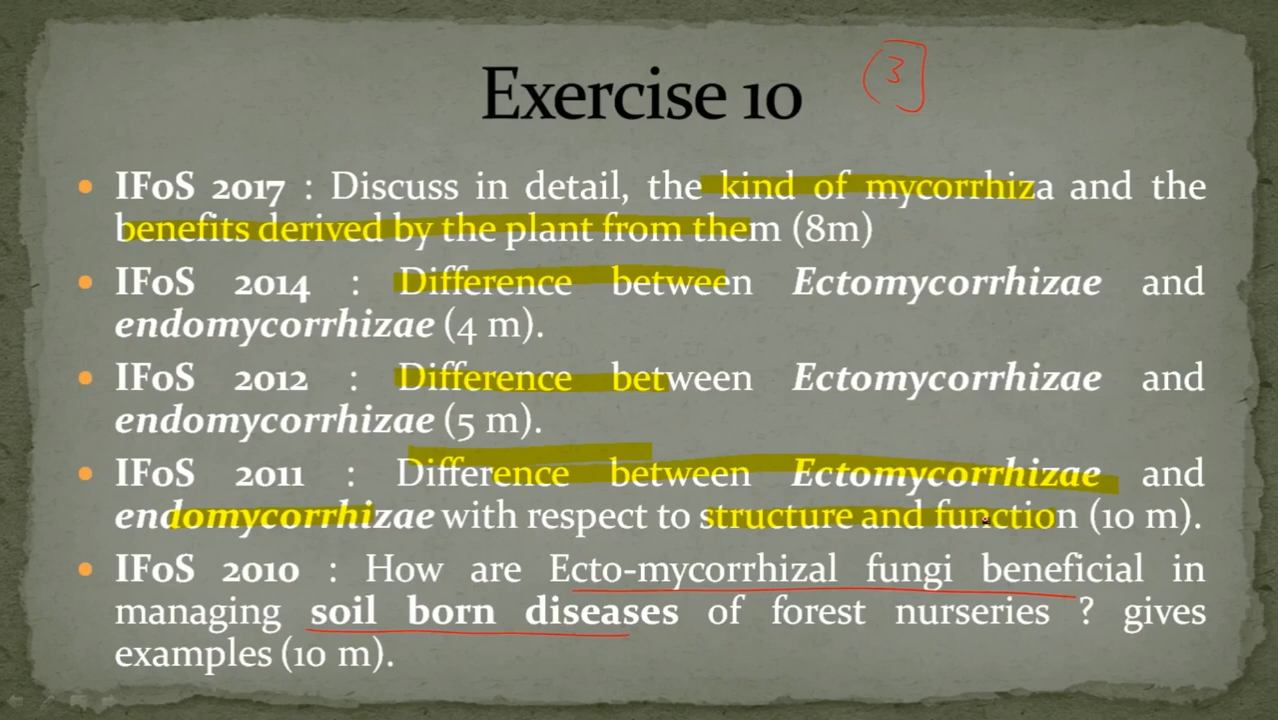 Exercise 10
3
• IFoS 2017 : Discuss in detail, the kind of mycorrhiza and the
benefits derived by the plant from them (8m)
• IFoS 2014 : Difference between Ectomycorrhizae and
endomycorrhizae (4 m).
• IFoS 2012 : Difference between Ectomycorrhizae and
endomycorrhizae (5 m).
• IFoS 2011 : Difference between Ectomycorrhizae and
endomycorrhizae with respect to structure and function (10 m).
• IFoS 2010 : How are Ecto-mycorrhizal fungi beneficial in
managing soil born diseases of forest nurseries ? gives
examples (10 m).